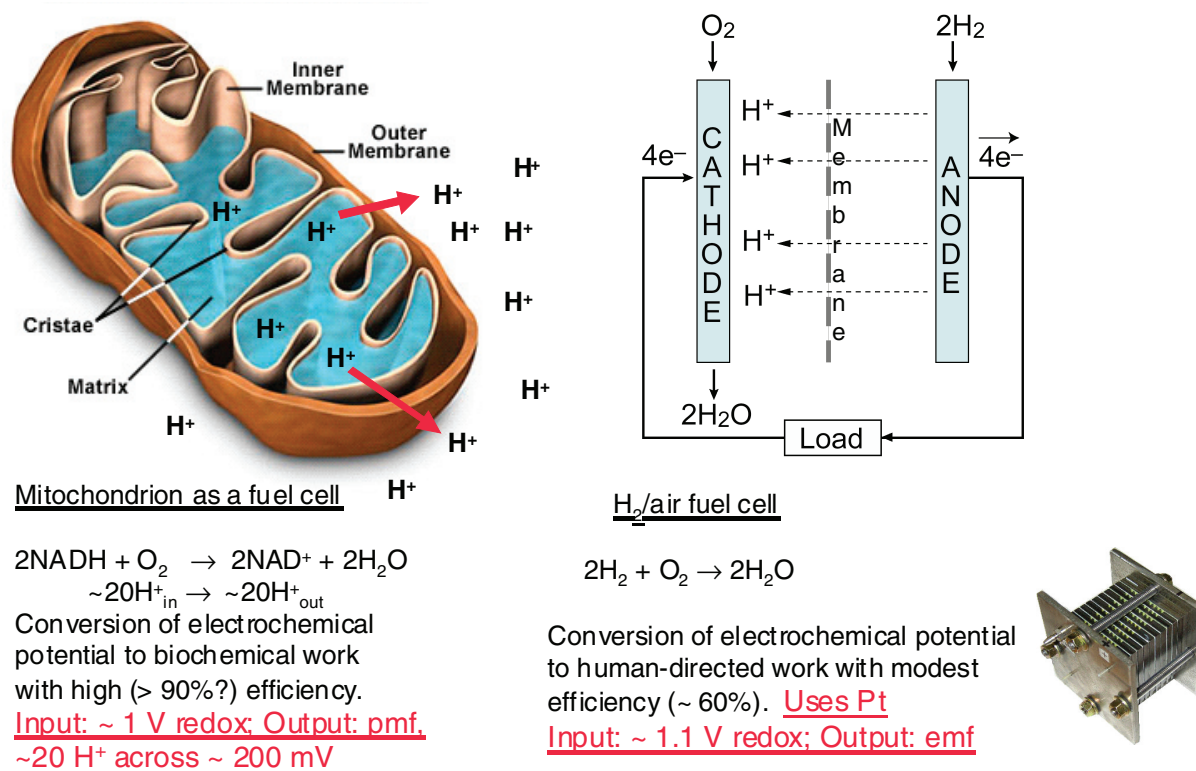 Inner
Membrane
Outer
Membrane
H⁺
H⁺
H⁺
H⁺
H⁺
H⁺
H⁺
H⁺
H⁺
H⁺
H⁺
H⁺
H⁺
Cristae
Matrix
Mitochondrion as a fuel cell
2NADH + O₂ → 2NAD⁺ + 2H₂O
~20H⁺in → ~20H⁺out
Conversion of electrochemical
potential to biochemical work
with high (> 90%?) efficiency.
Input: ~ 1 V redox; Output: pmf,
~20 H⁺ across ~ 200 mV
O₂
2H₂
CATHODE
Membrane
ANODE
H⁺
H⁺
H⁺
H⁺
4e⁻
4e⁻
2H₂O
Load
H₂/air fuel cell
2H₂ + O₂ → 2H₂O
Conversion of electrochemical potential
to human-directed work with modest
efficiency (~ 60%). Uses Pt
Input: ~ 1.1 V redox; Output: emf